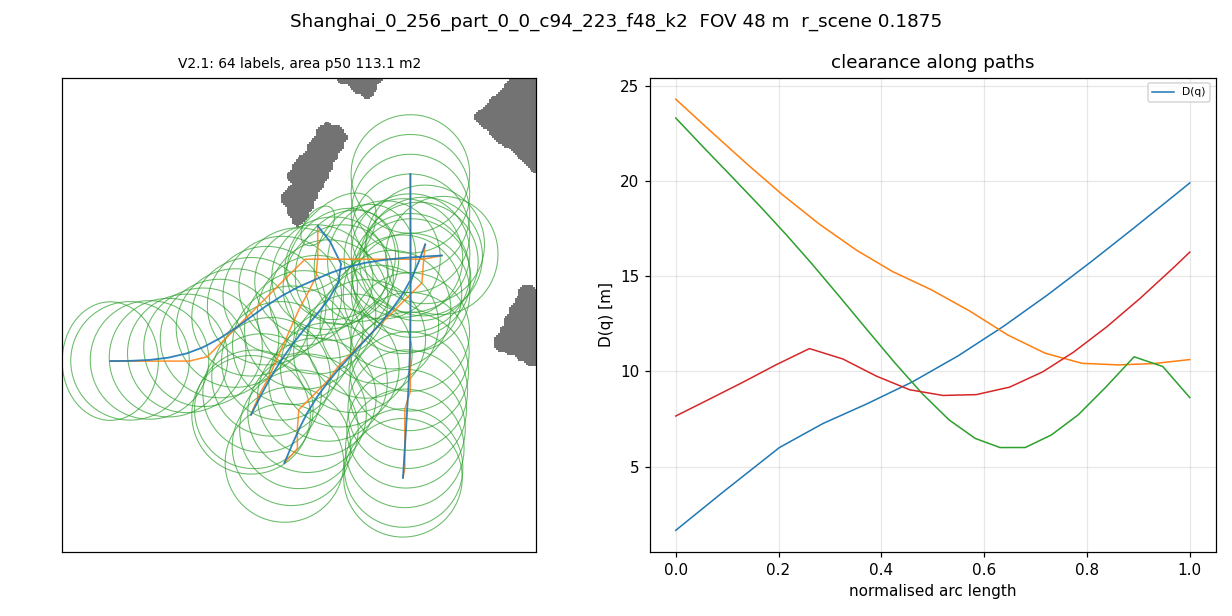 Shanghai_0_256_part_0_0_c94_223_f48_k2  FOV 48 m  r_scene 0.1875
V2.1: 64 labels, area p50 113.1 m2
clearance along paths
D(q)
25
20
15
10
5
D(q) [m]
0.0 0.2 0.4 0.6 0.8 1.0
normalised arc length